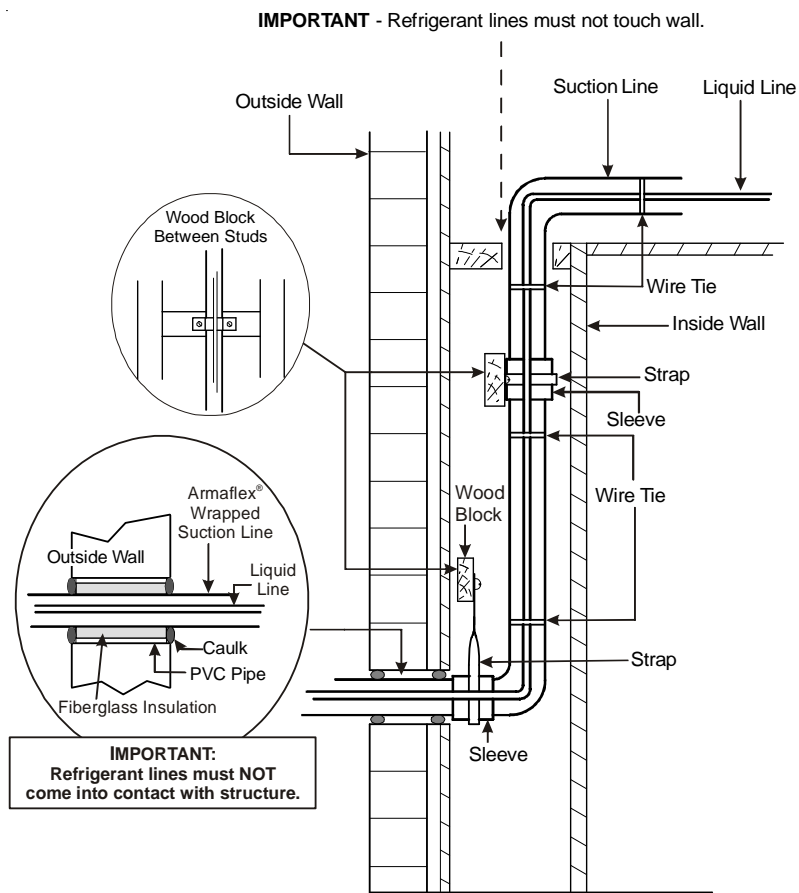 IMPORTANT - Refrigerant lines must not touch wall.
Suction Line
Liquid Line
Outside Wall
Wood Block
Between Studs
Wire Tie
Inside Wall
Strap
Sleeve
Wood
Block
Wire Tie
Armaflex®
Wrapped
Suction Line
Outside Wall
Liquid
Line
Caulk
PVC Pipe
Fiberglass Insulation
Strap
Sleeve
IMPORTANT:
Refrigerant lines must NOT
come into contact with structure.